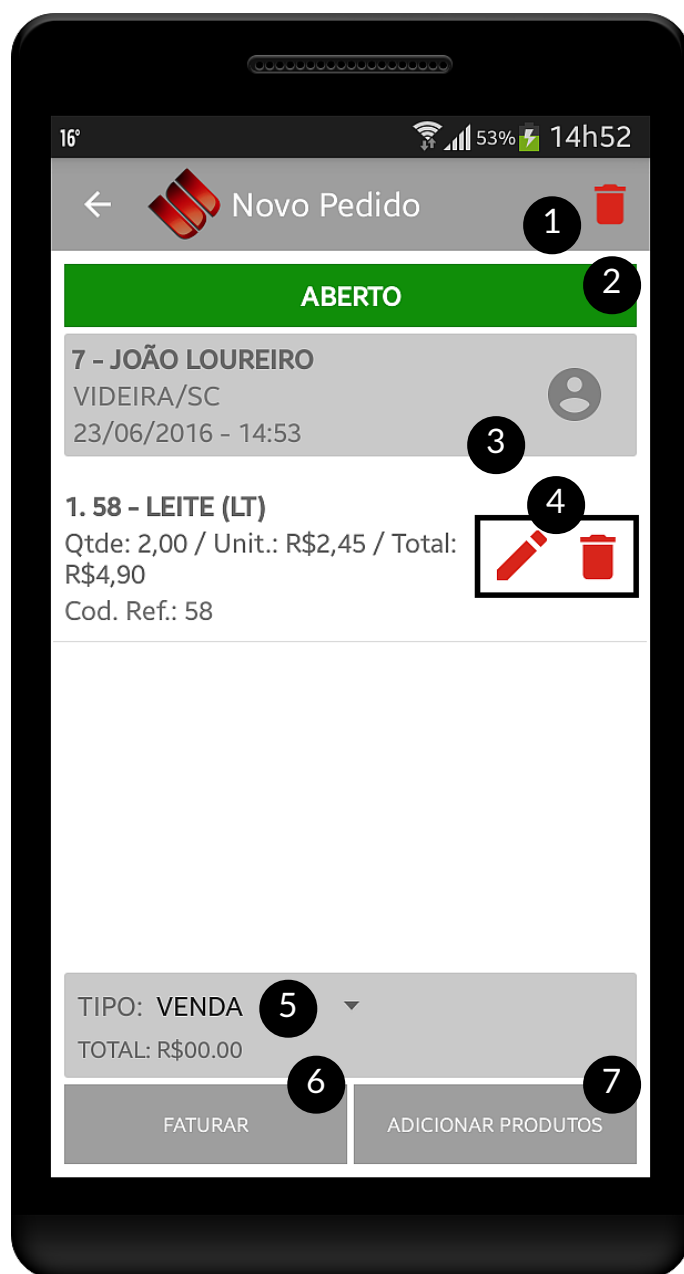 16°
53%
14h52
Novo Pedido
1
2
ABERTO
7 - JOÃO LOUREIRO
VIDEIRA/SC
23/06/2016 - 14:53
3
4
1. 58 - LEITE (LT)
Qtde: 2,00 / Unit.: R$2,45 / Total:
R$4,90
Cod. Ref.: 58
TIPO: VENDA
5
TOTAL: R$00.00
6
7
FATURAR
ADICIONAR PRODUTOS